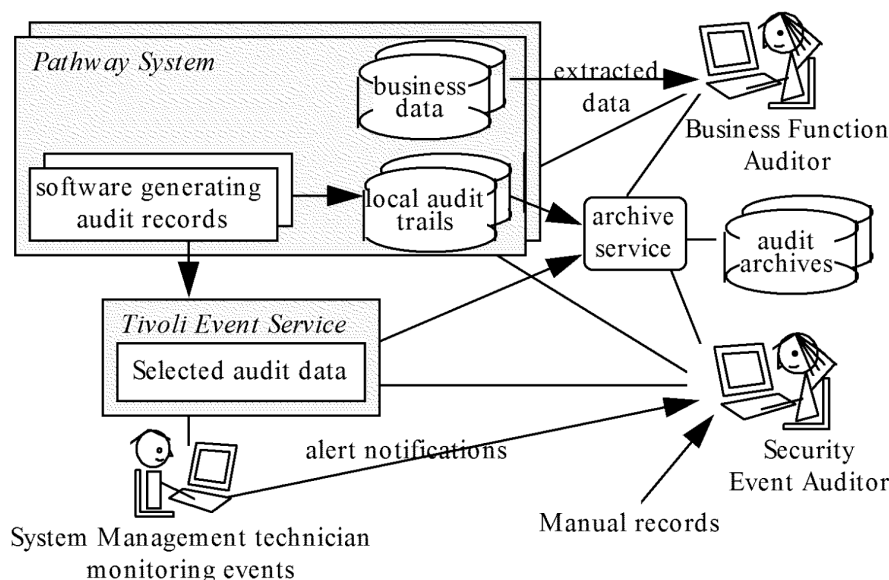 Pathway System
business
data
extracted
data
Business Function
Auditor
software generating
audit records
local audit
trails
archive
service
audit
archives
Tivoli Event Service
Selected audit data
alert notifications
Security
Event Auditor
Manual records
System Management technician
monitoring events